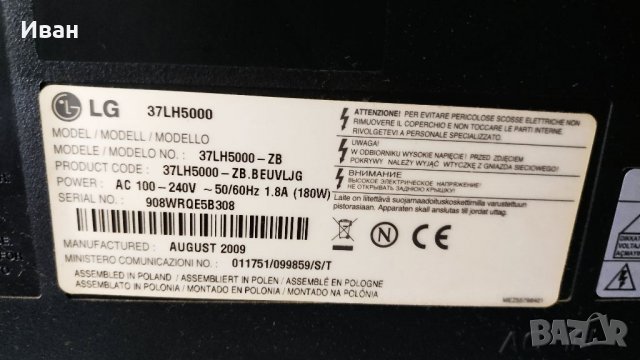 Иван
LG 37LH5000
MODEL / MODELL / MODELLO
MODELE / MODELO NO. : 37LH5000-ZB
PRODUCT CODE : 37LH5000-ZB.BEUVLJG
POWER : AC 100-240V ~50/60Hz 1.8A (180W)
SERIAL NO. : 908WRQE5B308
MANUFACTURED : AUGUST 2009
MINISTERO COMUNICAZIONI NO. : 011751/099859/S/T
ASSEMBLED IN POLAND / ASSEMBLIERT IN POLEN / ASSEMBLE EN POLOGNE
ASSEMBLATO IN POLONIA / MONTADO EN POLONIA / MONTADO NA POLÓNIA
ATTENZIONE: PER EVITARE PERICOLOSE SCOSSE ELETTRICHE NON
RIMUOVERE IL COPERCHIO E NON TOCCARE LE PARTI INTERNE.
RIVOLGETEVI A PERSONALE SPECIALIZZATO.
UWAGA!
W ODBIORNIKU WYSOKIE NAPIĘCIE ! PRZED ZDJĘCIEM
POKRYWY NALEŻY WYJĄĆ WTYCZKĘ Z GNIAZDA SIECIOWEGO!
ВНИМАНИЕ
ВЫСОКОЕ ЭЛЕКТРИЧЕСКОЕ НАПРЯЖЕНИЕ.
НЕ ОТКРЫВАТЬ ЗАДНЮЮ КРЫШКУ!
Laite on liitettävä suojamaadoituskoskettimilla varustettuun
pistorasiaan. Apparaten skall anslutas till jordat uttag.
N CE
DIKKAT
BAZAR